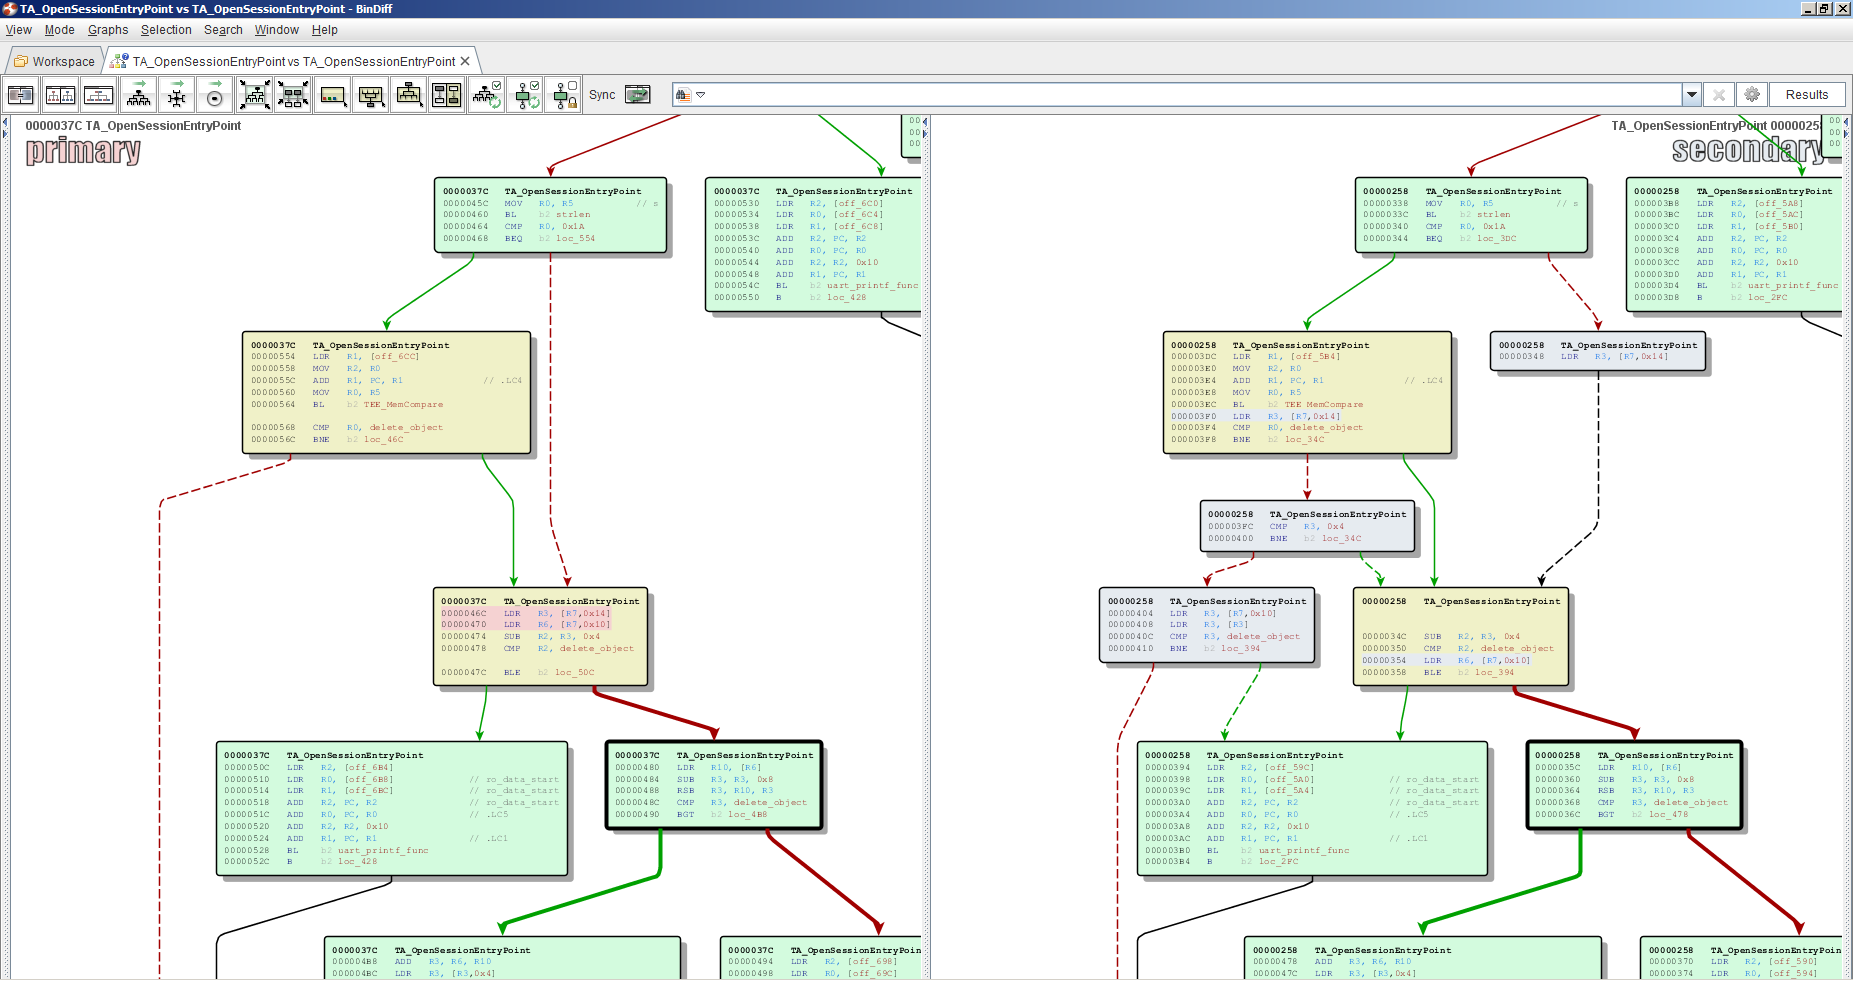 TA_OpenSessionEntryPoint vs TA_OpenSessionEntryPoint - BinDiff
View Mode Graphs Selection Search Window Help
Workspace
TA_OpenSessionEntryPoint vs TA_OpenSessionEntryPoint
Sync
Results
0000037C TA_OpenSessionEntryPoint
primary
0000037C TA_OpenSessionEntryPoint
0000045C MOV R0, R5 // s
00000460 BL b2 strlen
00000464 CMP R0, 0x1A
00000468 BEQ b2 loc_554
0000037C TA_OpenSessionEntryPoint
00000530 LDR R2, [off_6C0]
00000534 LDR R0, [off_6C4]
00000538 LDR R1, [off_6C8]
0000053C ADD R2, PC, R2
00000540 ADD R0, PC, R0
00000544 ADD R2, R2, 0x10
00000548 ADD R1, PC, R1
0000054C BL b2 uart_printf_func
00000550 B b2 loc_428
00
00
00
0000037C TA_OpenSessionEntryPoint
00000554 LDR R1, [off_6CC]
00000558 MOV R2, R0
0000055C ADD R1, PC, R1 // .LC4
00000560 MOV R0, R5
00000564 BL b2 TEE_MemCompare
00000568 CMP R0, delete_object
0000056C BNE b2 loc_46C
0000037C TA_OpenSessionEntryPoint
0000046C LDR R3, [R7,0x14]
00000470 LDR R6, [R7,0x10]
00000474 SUB R2, R3, 0x4
00000478 CMP R2, delete_object
0000047C BLE b2 loc_50C
0000037C TA_OpenSessionEntryPoint
0000050C LDR R2, [off_6B4]
00000510 LDR R0, [off_6B8] // ro_data_start
00000514 LDR R1, [off_6BC] // ro_data_start
00000518 ADD R2, PC, R2 // ro_data_start
0000051C ADD R0, PC, R0 // .LC5
00000520 ADD R2, R2, 0x10
00000524 ADD R1, PC, R1 // .LC1
00000528 BL b2 uart_printf_func
0000052C B b2 loc_428
0000037C TA_OpenSessionEntryPoint
00000480 LDR R10, [R6]
00000484 SUB R3, R3, 0x8
00000488 RSB R3, R10, R3
0000048C CMP R3, delete_object
00000490 BGT b2 loc_4B8
0000037C TA_OpenSessionEntryPoint
000004B8 ADD R3, R6, R10
000004BC LDR R3, [R3,0x4]
0000037C TA_OpenSessionEntryPoin
00000494 LDR R2, [off_698]
00000498 LDR R0, [off_69C]
TA_OpenSessionEntryPoint 0000025
secondary
00000258 TA_OpenSessionEntryPoint
00000338 MOV R0, R5 // s
0000033C BL b2 strlen
00000340 CMP R0, 0x1A
00000344 BEQ b2 loc_3DC
00000258 TA_OpenSessionEntryPoint
000003B8 LDR R2, [off_5A8]
000003BC LDR R0, [off_5AC]
000003C0 LDR R1, [off_5B0]
000003C4 ADD R2, PC, R2
000003C8 ADD R0, PC, R0
000003CC ADD R2, R2, 0x10
000003D0 ADD R1, PC, R1
000003D4 BL b2 uart_printf_func
000003D8 B b2 loc_2FC
00
00
00
00000258 TA_OpenSessionEntryPoint
000003DC LDR R1, [off_5B4]
000003E0 MOV R2, R0
000003E4 ADD R1, PC, R1 // .LC4
000003E8 MOV R0, R5
000003EC BL b2 TEE_MemCompare
000003F0 LDR R3, [R7,0x14]
000003F4 CMP R0, delete_object
000003F8 BNE b2 loc_34C
00000258 TA_OpenSessionEntryPoint
00000348 LDR R3, [R7,0x14]
00000258 TA_OpenSessionEntryPoint
000003FC CMP R3, 0x4
00000400 BNE b2 loc_34C
00000258 TA_OpenSessionEntryPoint
00000404 LDR R3, [R7,0x10]
00000408 LDR R3, [R3]
0000040C CMP R3, delete_object
00000410 BNE b2 loc_394
00000258 TA_OpenSessionEntryPoint
0000034C SUB R2, R3, 0x4
00000350 CMP R2, delete_object
00000354 LDR R6, [R7,0x10]
00000358 BLE b2 loc_394
00000258 TA_OpenSessionEntryPoint
00000394 LDR R2, [off_59C]
00000398 LDR R0, [off_5A0] // ro_data_start
0000039C LDR R1, [off_5A4] // ro_data_start
000003A0 ADD R2, PC, R2 // ro_data_start
000003A4 ADD R0, PC, R0 // .LC5
000003A8 ADD R2, R2, 0x10
000003AC ADD R1, PC, R1 // .LC1
000003B0 BL b2 uart_printf_func
000003B4 B b2 loc_2FC
00000258 TA_OpenSessionEntryPoint
0000035C LDR R10, [R6]
00000360 SUB R3, R3, 0x8
00000364 RSB R3, R10, R3
00000368 CMP R3, delete_object
0000036C BGT b2 loc_478
00000258 TA_OpenSessionEntryPoint
00000478 ADD R3, R6, R10
0000047C LDR R3, [R3,0x4]
00000258 TA_OpenSessionEntryPoin
00000370 LDR R2, [off_590]
00000374 LDR R0, [off_594]